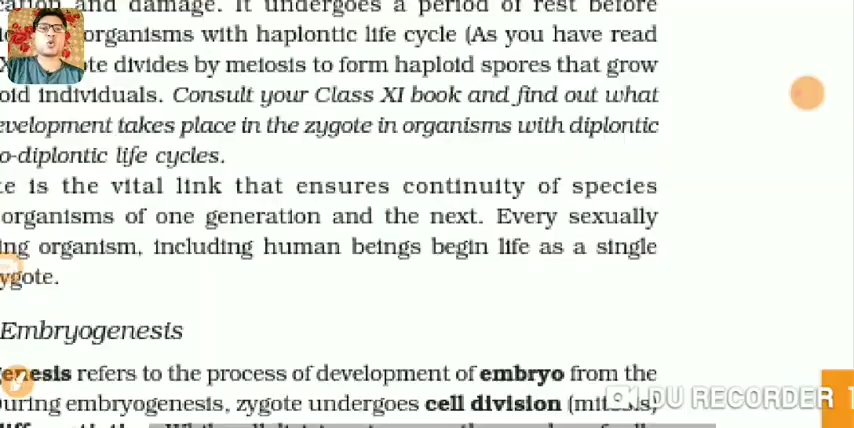 and damage. It undergoes a period of rest before
organisms with haplontic life cycle (As you have read
divides by meiosis to form haploid spores that grow
oid individuals. Consult your Class XI book and find out what
evelopment takes place in the zygote in organisms with diplontic
o-diplontic life cycles.
te is the vital link that ensures continuity of species
organisms of one generation and the next. Every sexually
ing organism, including human beings begin life as a single
ygote.
Embryogenesis
genesis refers to the process of development of embryo from the
During embryogenesis, zygote undergoes cell division (mitosis)
DU RECORDER